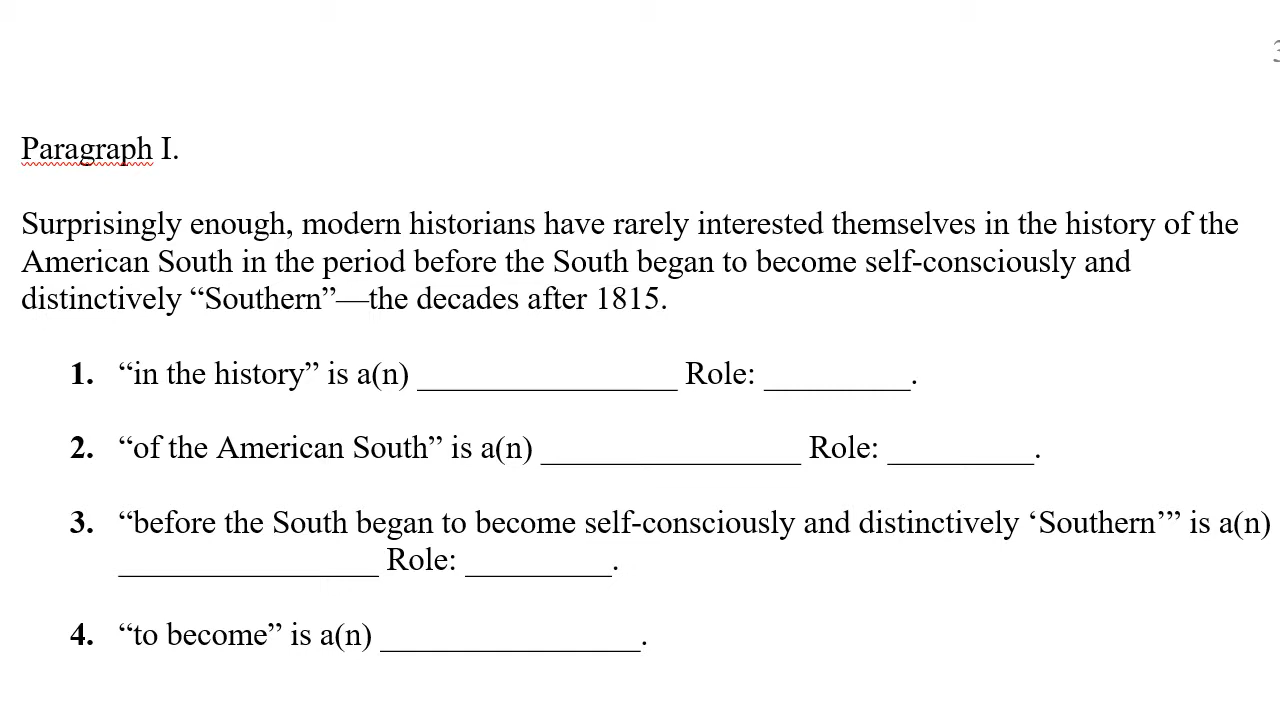 3
Paragraph I.
Surprisingly enough, modern historians have rarely interested themselves in the history of the
American South in the period before the South began to become self-consciously and
distinctively “Southern”—the decades after 1815.
1. “in the history” is a(n) ________________ Role: _________.
2. “of the American South” is a(n) ________________ Role: _________.
3. “before the South began to become self-consciously and distinctively ‘Southern’” is a(n)
________________ Role: _________.
4. “to become” is a(n) ________________.